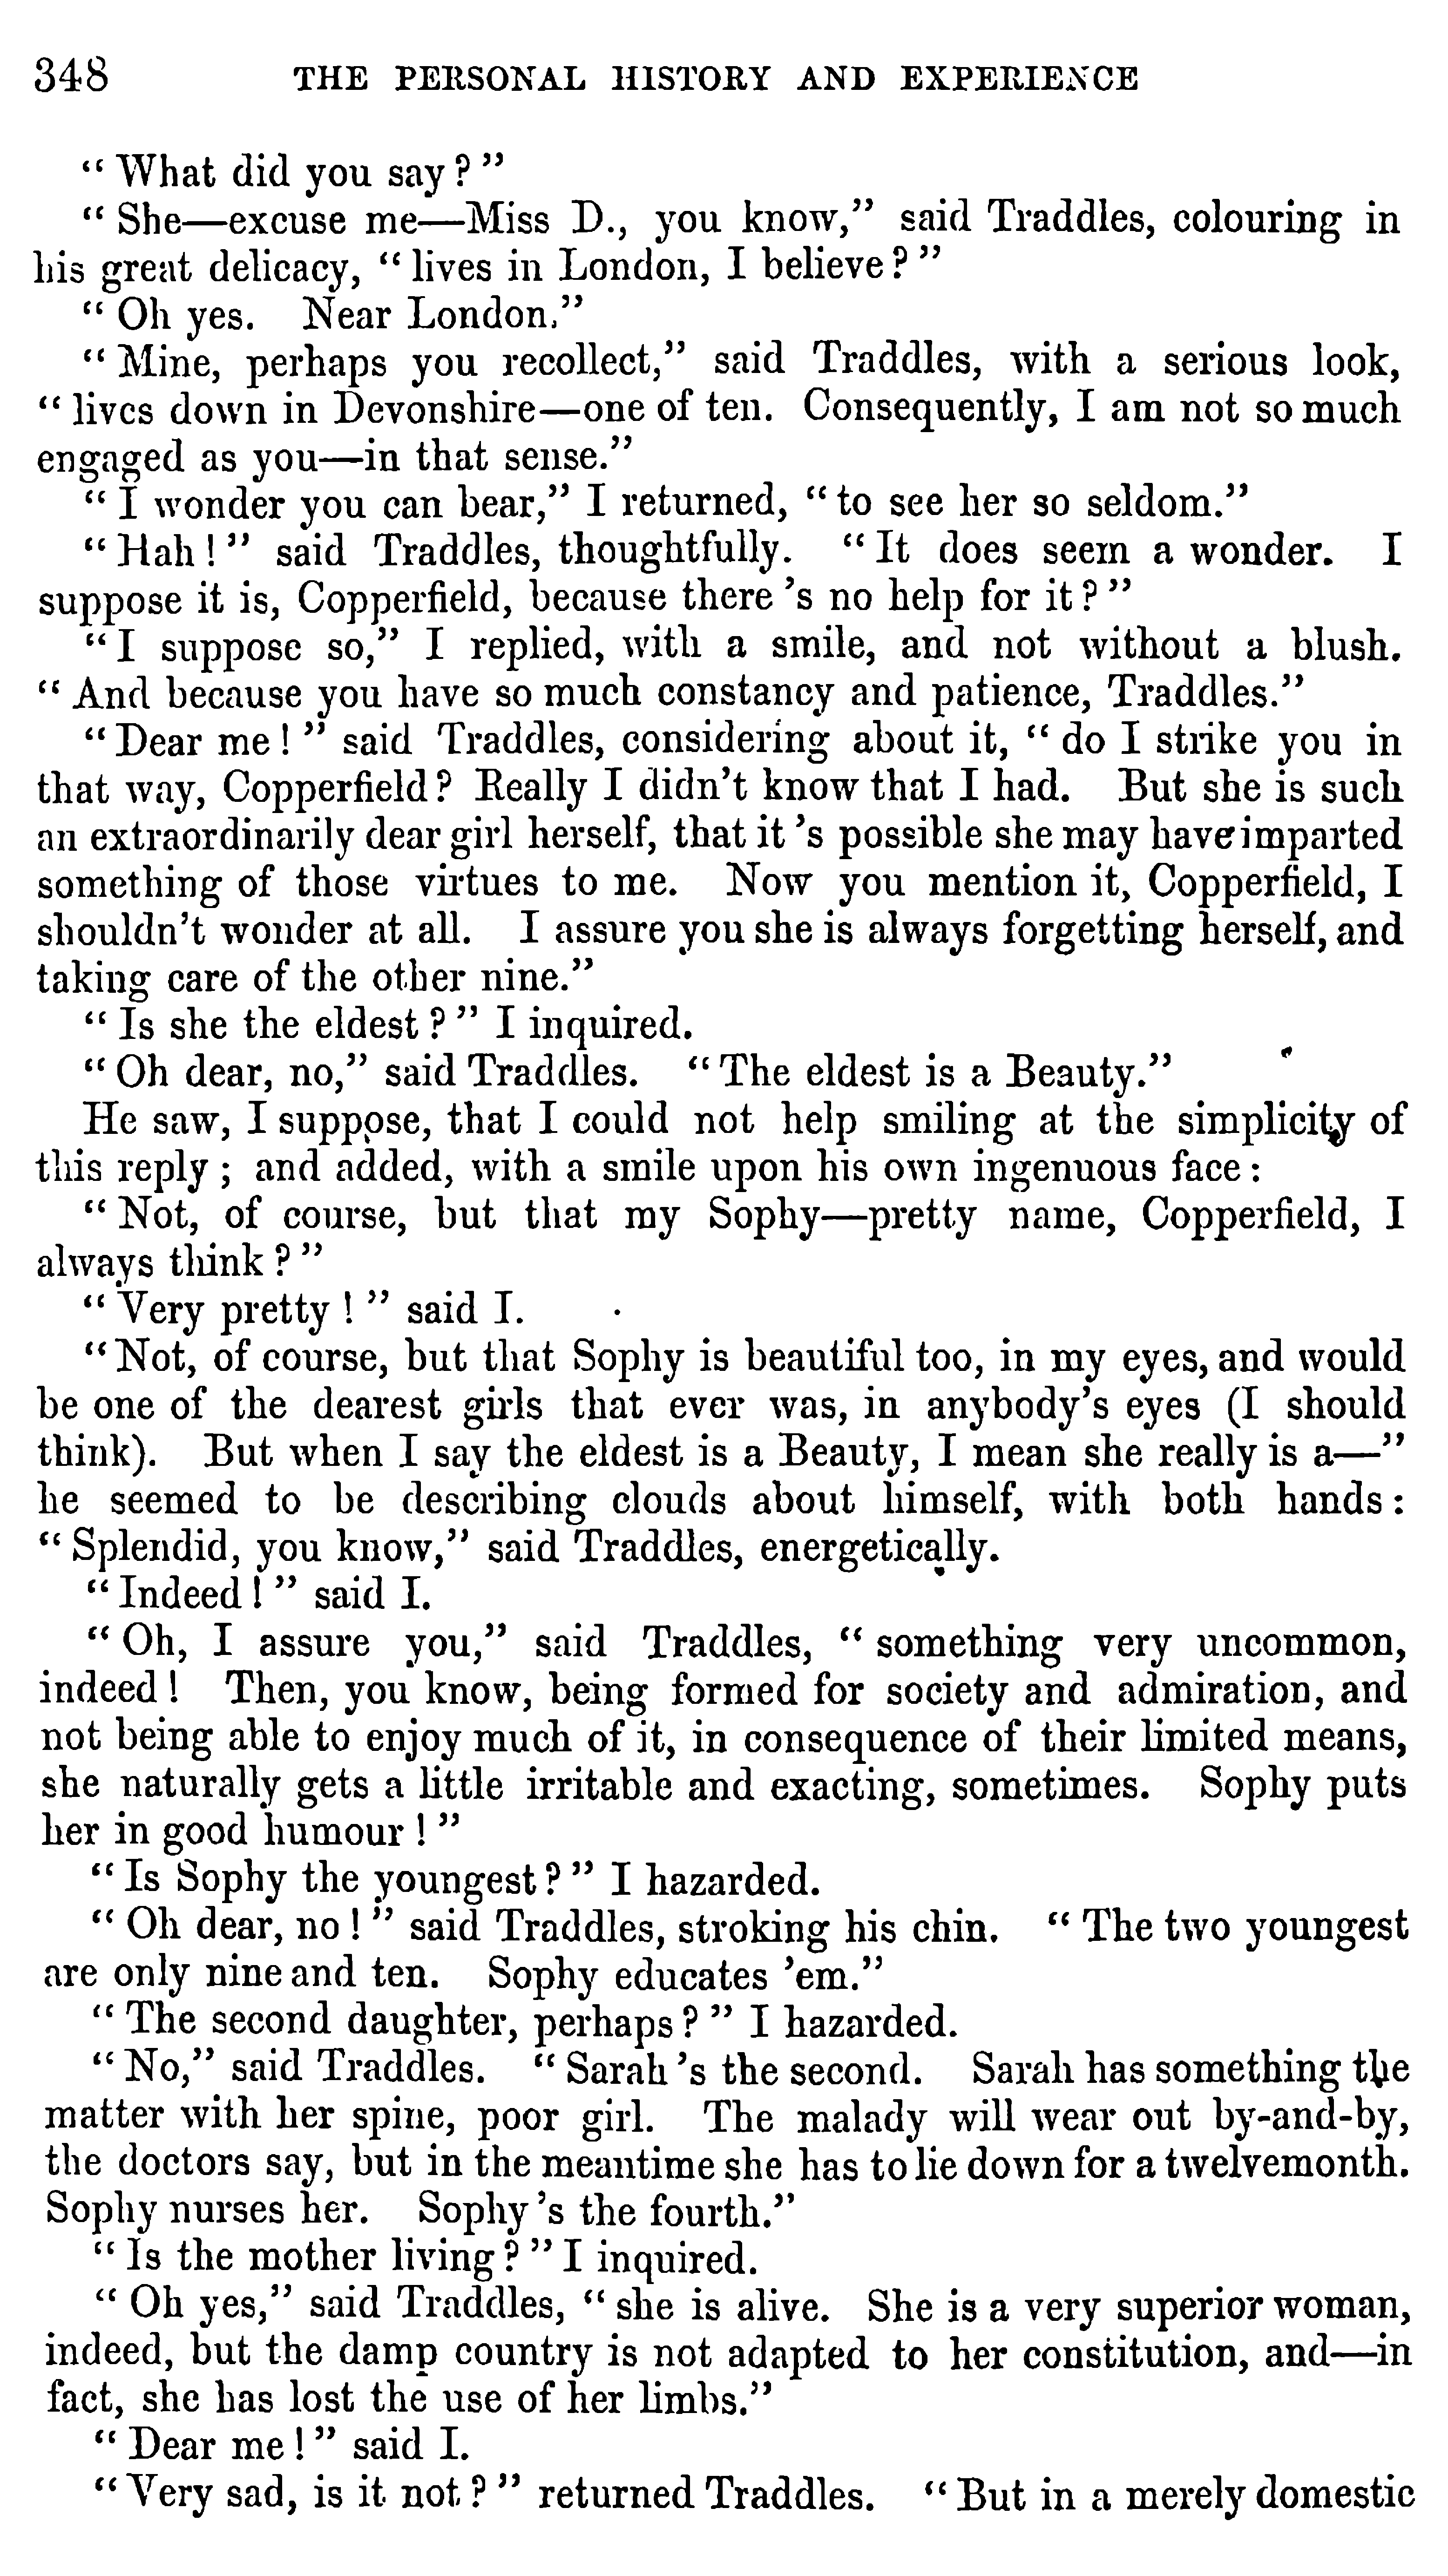 348 THE PERSONAL HISTORY AND EXPERIENCE
“ What did you say ? ”
“ She—excuse me—Miss D., you know,” said Traddles, colouring in
his great delicacy, “ lives in London, I believe ? ”
“ Oh yes. Near London.”
“ Mine, perhaps you recollect,” said Traddles, with a serious look,
“ lives down in Devonshire—one of ten. Consequently, I am not so much
engaged as you—in that sense.”
“ I wonder you can bear,” I returned, “ to see her so seldom.”
“ Hah ! ” said Traddles, thoughtfully. “ It does seem a wonder. I
suppose it is, Copperfield, because there ’s no help for it ? ”
“ I suppose so,” I replied, with a smile, and not without a blush.
“ And because you have so much constancy and patience, Traddles.”
“ Dear me ! ” said Traddles, considering about it, “ do I strike you in
that way, Copperfield ? Really I didn’t know that I had. But she is such
an extraordinarily dear girl herself, that it ’s possible she may have imparted
something of those virtues to me. Now you mention it, Copperfield, I
shouldn’t wonder at all. I assure you she is always forgetting herself, and
taking care of the other nine.”
“ Is she the eldest ? ” I inquired.
“ Oh dear, no,” said Traddles. “ The eldest is a Beauty.”
He saw, I suppose, that I could not help smiling at the simplicity of
this reply ; and added, with a smile upon his own ingenuous face :
“ Not, of course, but that my Sophy—pretty name, Copperfield, I
always think ? ”
“ Very pretty ! ” said I.
“ Not, of course, but that Sophy is beautiful too, in my eyes, and would
be one of the dearest girls that ever was, in anybody’s eyes (I should
think). But when I say the eldest is a Beauty, I mean she really is a—”
he seemed to be describing clouds about himself, with both hands :
“ Splendid, you know,” said Traddles, energetically.
“ Indeed ! ” said I.
“ Oh, I assure you,” said Traddles, “ something very uncommon,
indeed ! Then, you know, being formed for society and admiration, and
not being able to enjoy much of it, in consequence of their limited means,
she naturally gets a little irritable and exacting, sometimes. Sophy puts
her in good humour ! ”
“ Is Sophy the youngest ? ” I hazarded.
“ Oh dear, no ! ” said Traddles, stroking his chin. “ The two youngest
are only nine and ten. Sophy educates ’em.”
“ The second daughter, perhaps ? ” I hazarded.
“ No,” said Traddles. “ Sarah ’s the second. Sarah has something the
matter with her spine, poor girl. The malady will wear out by-and-by,
the doctors say, but in the meantime she has to lie down for a twelvemonth.
Sophy nurses her. Sophy ’s the fourth.”
“ Is the mother living ? ” I inquired.
“ Oh yes,” said Traddles, “ she is alive. She is a very superior woman,
indeed, but the damp country is not adapted to her constitution, and—in
fact, she has lost the use of her limbs.”
“ Dear me ! ” said I.
“ Very sad, is it not ? ” returned Traddles. “ But in a merely domestic